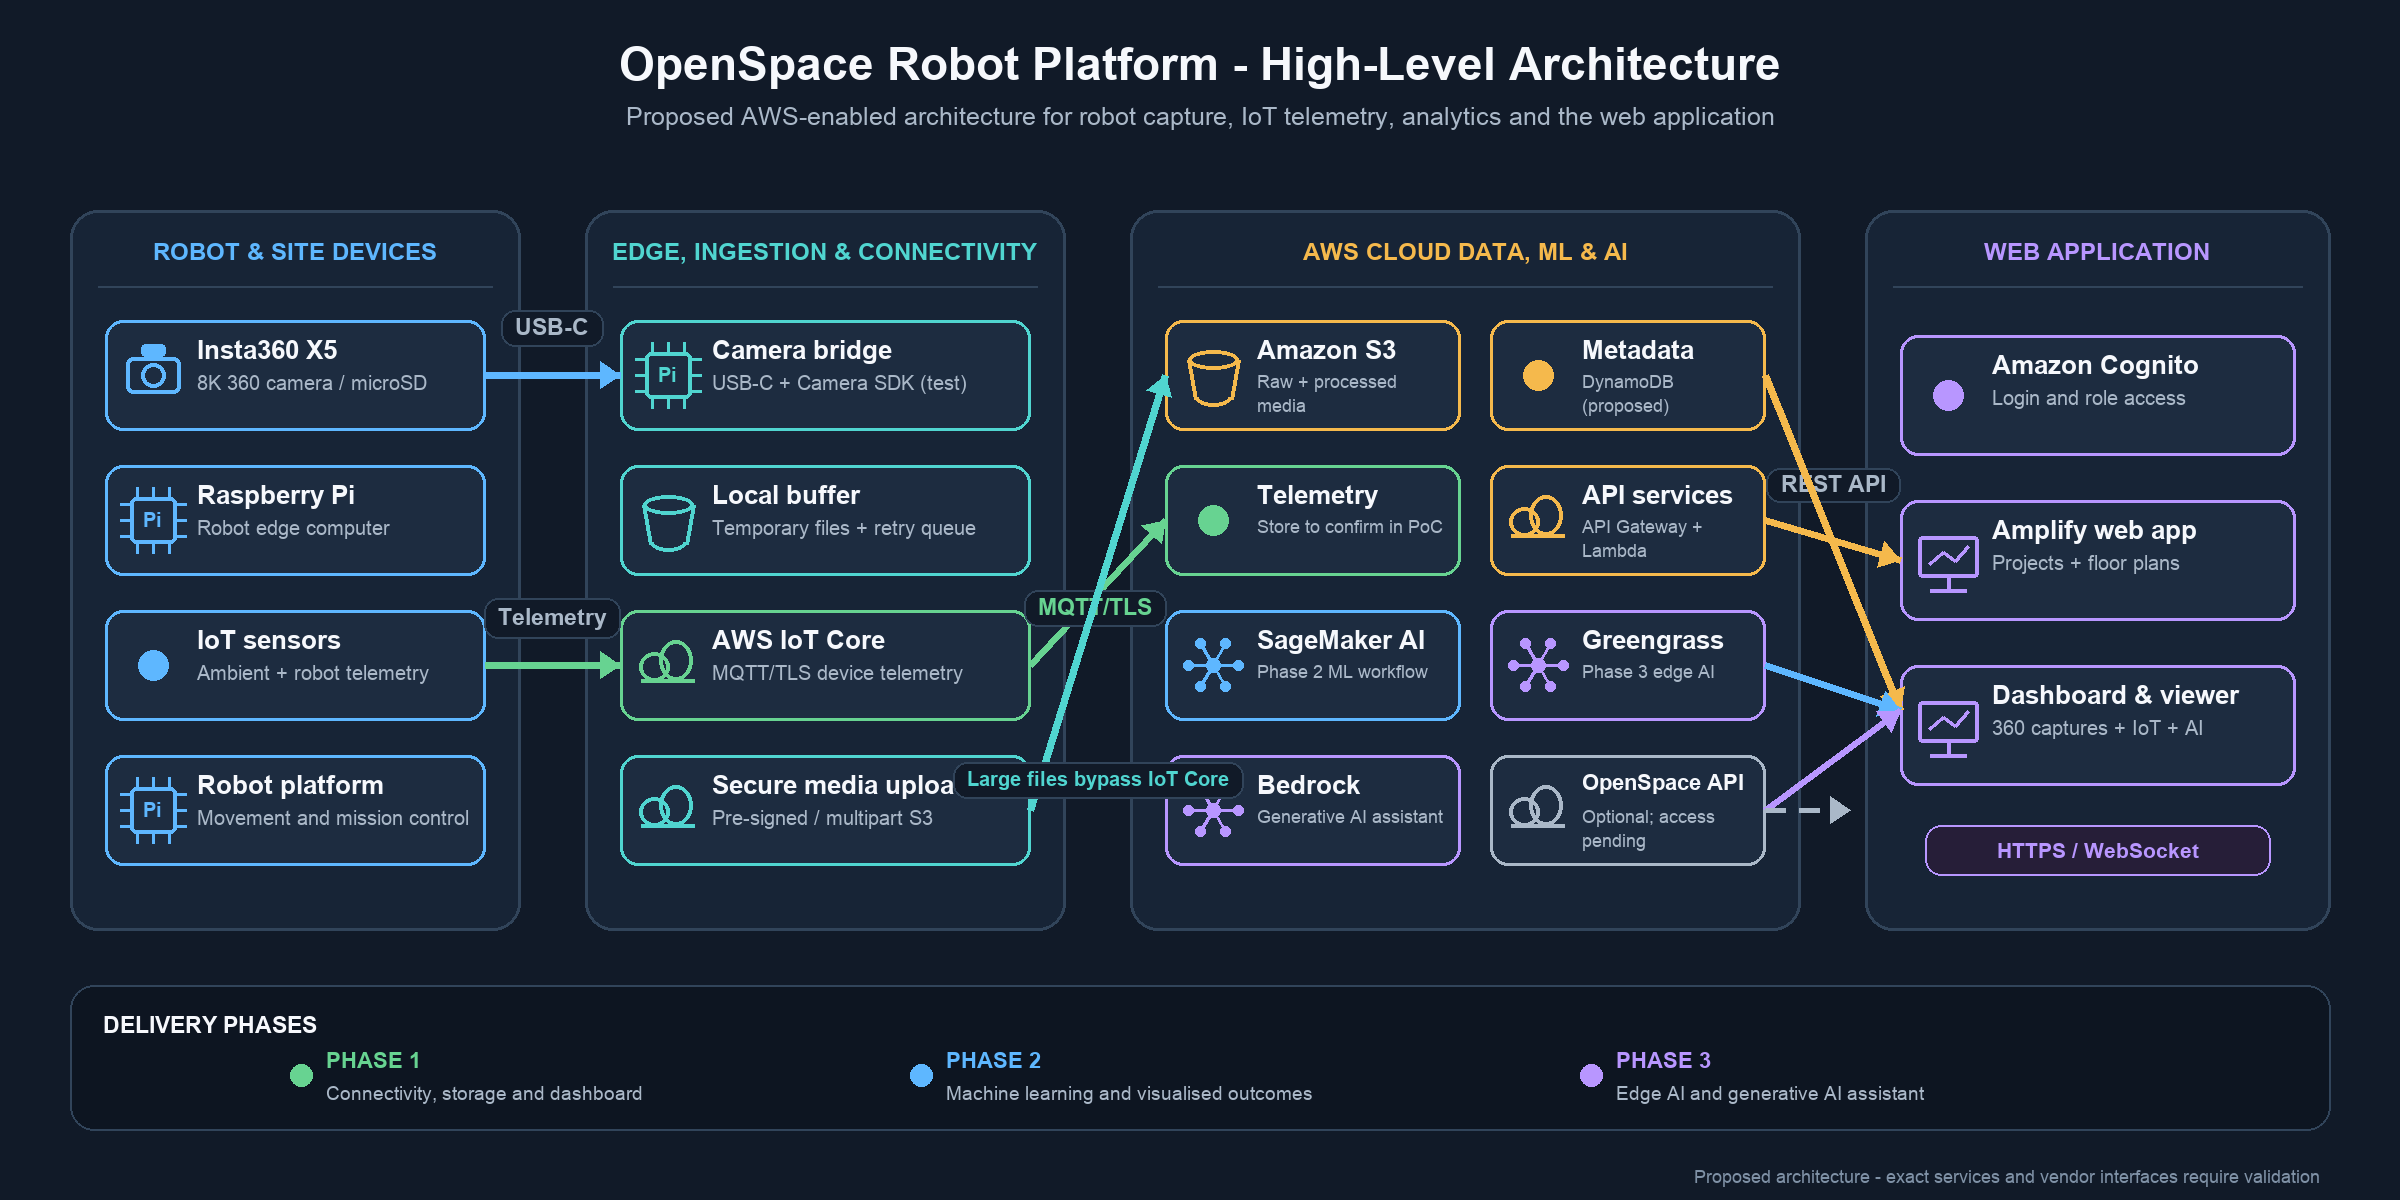 OpenSpace Robot Platform - High-Level Architecture
Proposed AWS-enabled architecture for robot capture, IoT telemetry, analytics and the web application
ROBOT & SITE DEVICES
Insta360 X5
8K 360 camera / microSD
Pi
Raspberry Pi
Robot edge computer
IoT sensors
Ambient + robot telemetry
Pi
Robot platform
Movement and mission control
USB-C
Telemetry
EDGE, INGESTION & CONNECTIVITY
Pi
Camera bridge
USB-C + Camera SDK (test)
Local buffer
Temporary files + retry queue
AWS IoT Core
MQTT/TLS device telemetry
Secure media uploa
Pre-signed / multipart S3
MQTT/TLS
Large files bypass IoT Core
AWS CLOUD DATA, ML & AI
Amazon S3
Raw + processed
media
Metadata
DynamoDB
(proposed)
Telemetry
Store to confirm in PoC
API services
API Gateway +
Lambda
SageMaker AI
Phase 2 ML workflow
Greengrass
Phase 3 edge AI
Bedrock
Generative AI assistant
OpenSpace API
Optional; access
pending
REST API
WEB APPLICATION
Amazon Cognito
Login and role access
Amplify web app
Projects + floor plans
Dashboard & viewer
360 captures + IoT + AI
HTTPS / WebSocket
DELIVERY PHASES
PHASE 1
Connectivity, storage and dashboard
PHASE 2
Machine learning and visualised outcomes
PHASE 3
Edge AI and generative AI assistant
Proposed architecture - exact services and vendor interfaces require validation